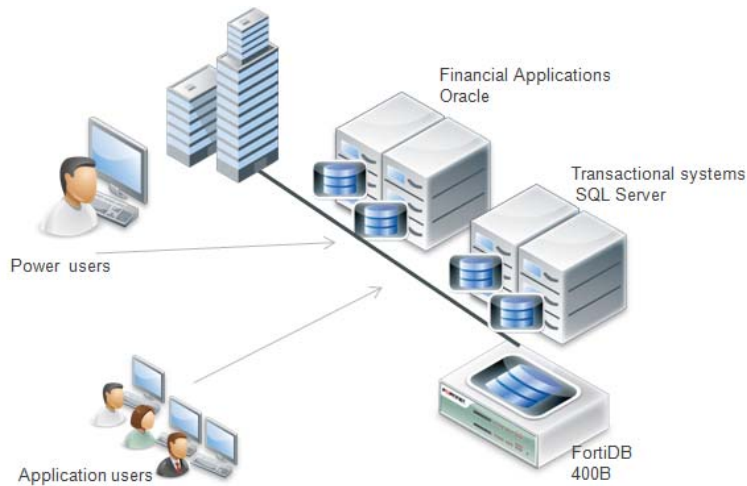 Financial Applications
Oracle
Transactional systems
SQL Server
Power users
Application users
FortiDB
400B